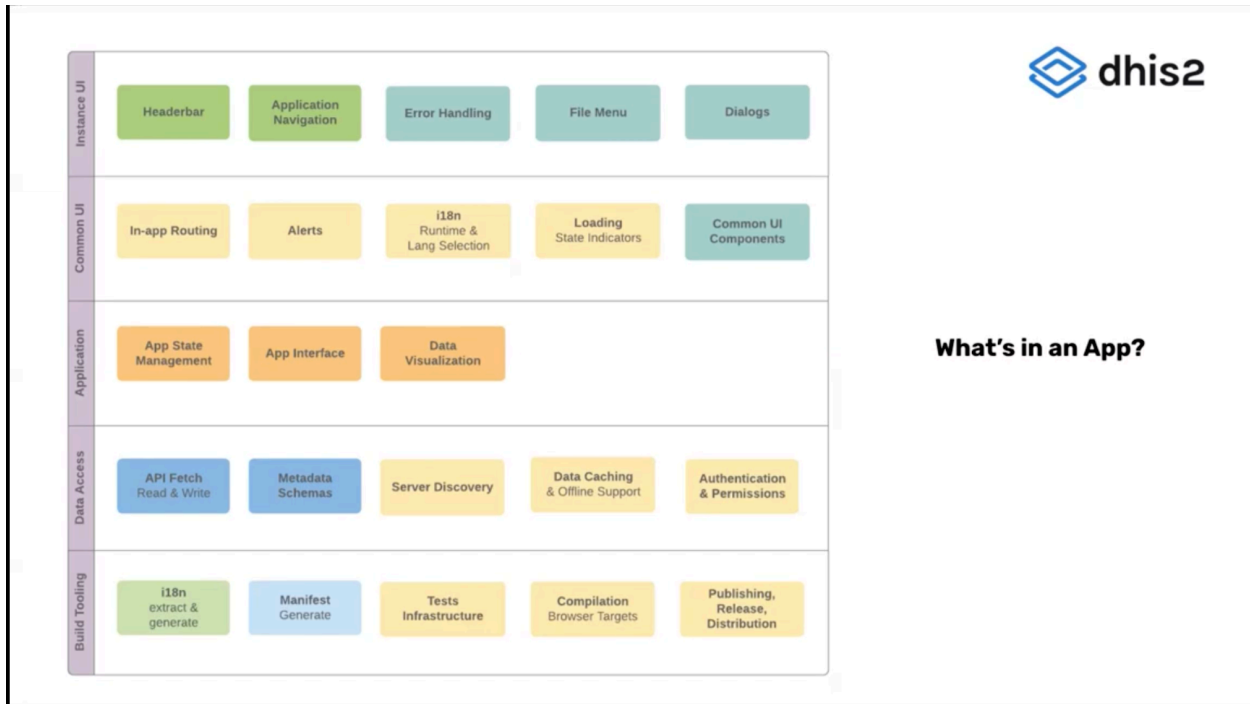 dhis2
Instance UI
Headerbar
Application
Navigation
Error Handling
File Menu
Dialogs
Common UI
In-app Routing
Alerts
i18n
Runtime &
Lang Selection
Loading
State Indicators
Common UI
Components
Application
App State
Management
App Interface
Data
Visualization
What's in an App?
Data Access
API Fetch
Read & Write
Metadata
Schemas
Server Discovery
Data Caching
& Offline Support
Authentication
& Permissions
Build Tooling
i18n
extract &
generate
Manifest
Generate
Tests
Infrastructure
Compilation
Browser Targets
Publishing,
Release,
Distribution